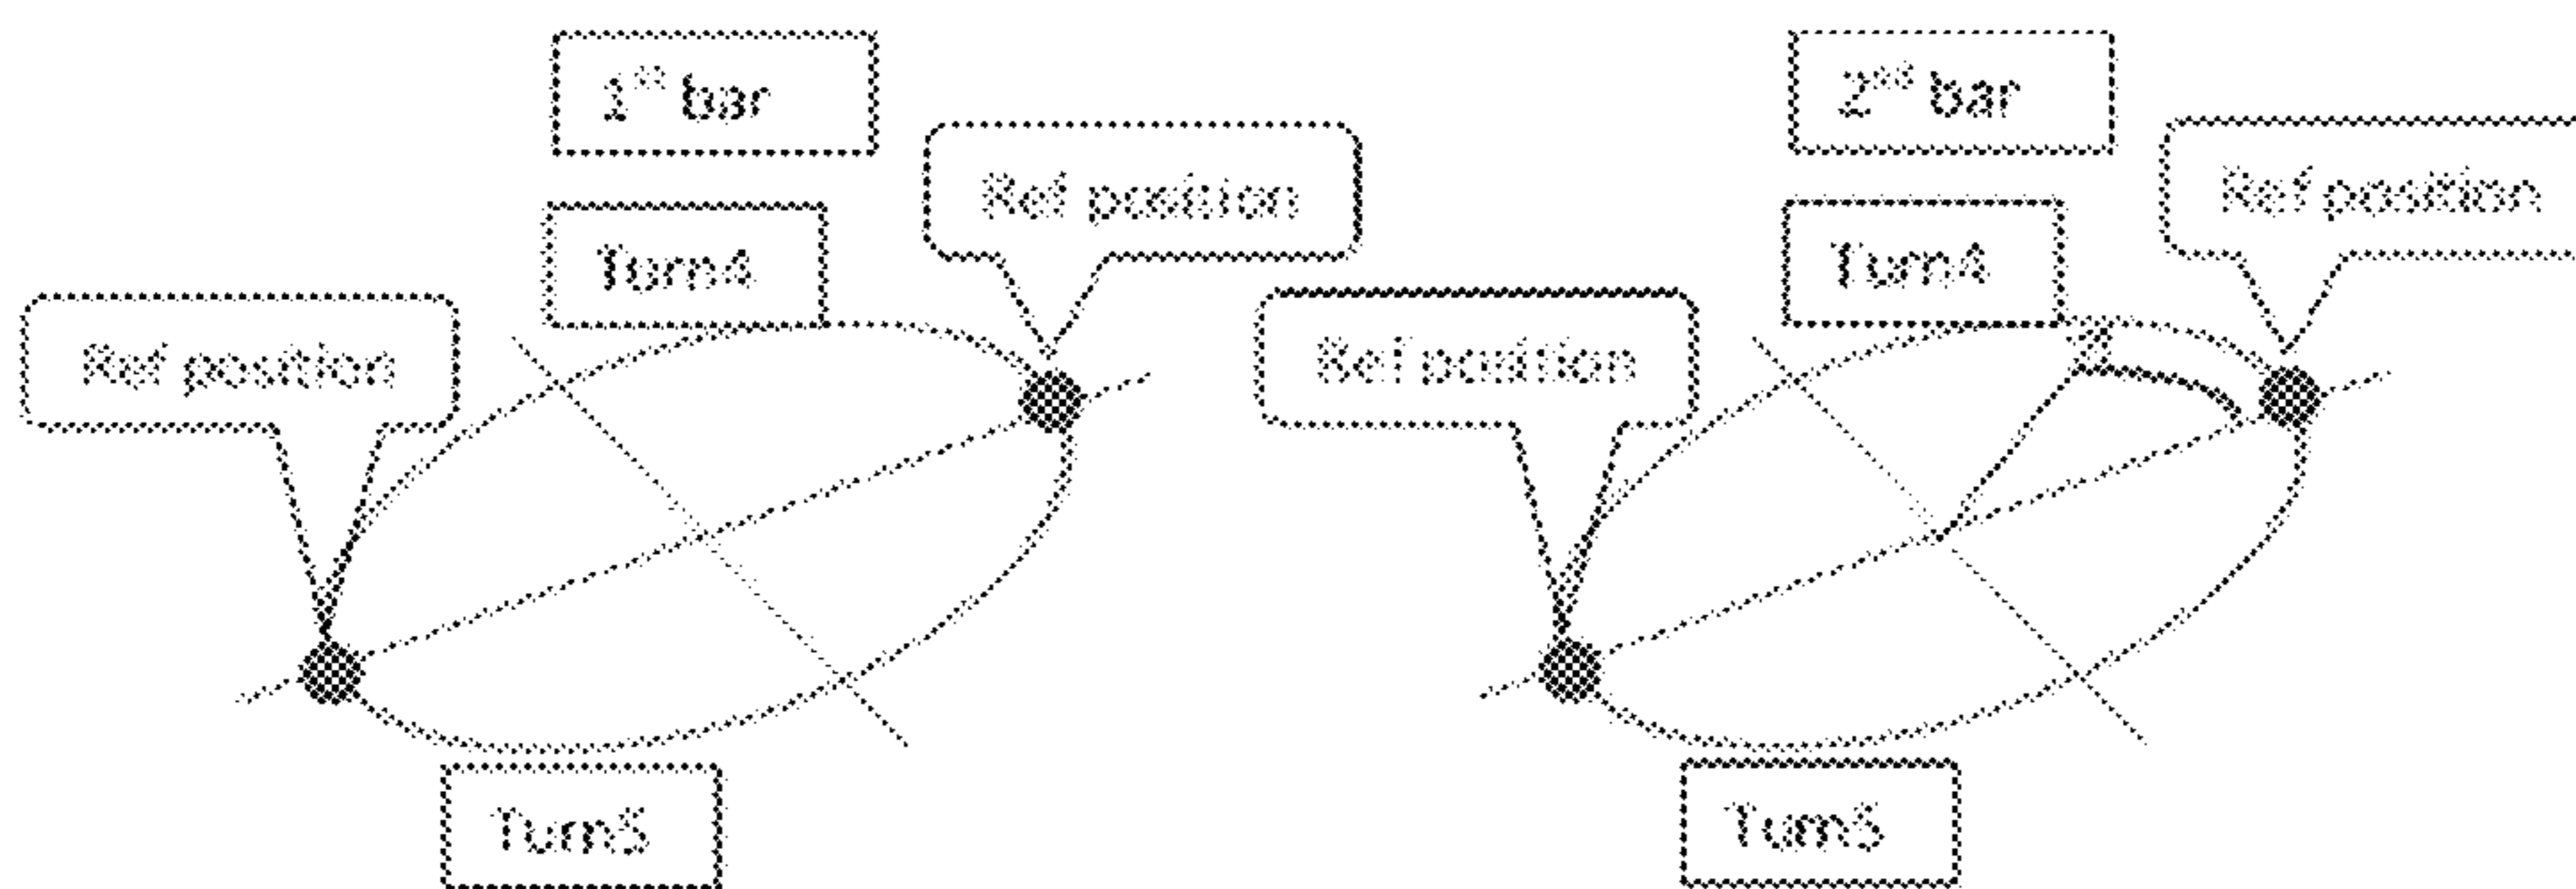 1st bar
Turn4
Ref position
Ref position
Turn5
2nd bar
Turn4
Ref position
Ref position
Turn5